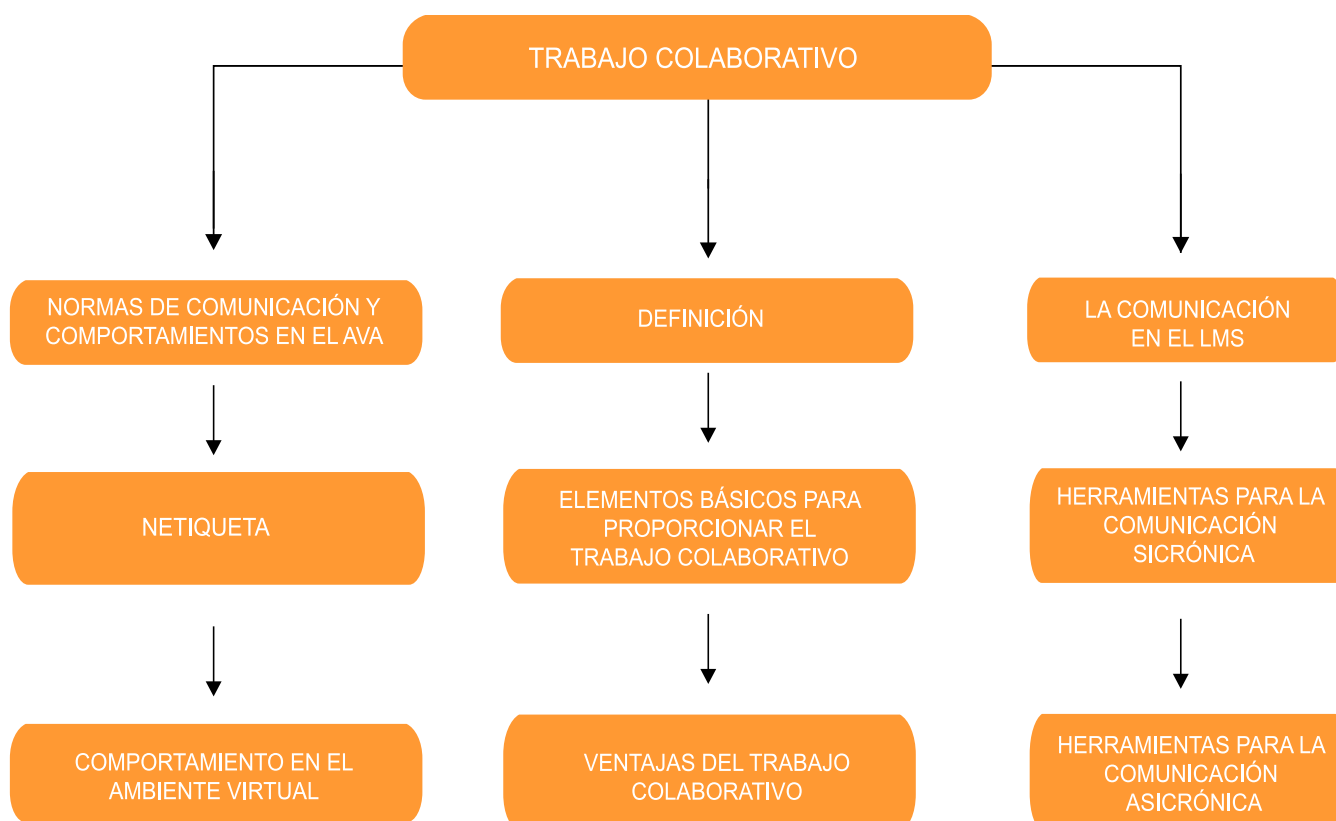 TRABAJO COLABORATIVO
NORMAS DE COMUNICACIÓN Y
COMPORTAMIENTOS EN EL AVA
DEFINICIÓN
LA COMUNICACIÓN
EN EL LMS
NETIQUETA
ELEMENTOS BÁSICOS PARA
PROPORCIONAR EL
TRABAJO COLABORATIVO
HERRAMIENTAS PARA LA
COMUNICACIÓN
SICRÓNICA
COMPORTAMIENTO EN EL
AMBIENTE VIRTUAL
VENTAJAS DEL TRABAJO
COLABORATIVO
HERRAMIENTAS PARA LA
COMUNICACIÓN
ASICRÓNICA